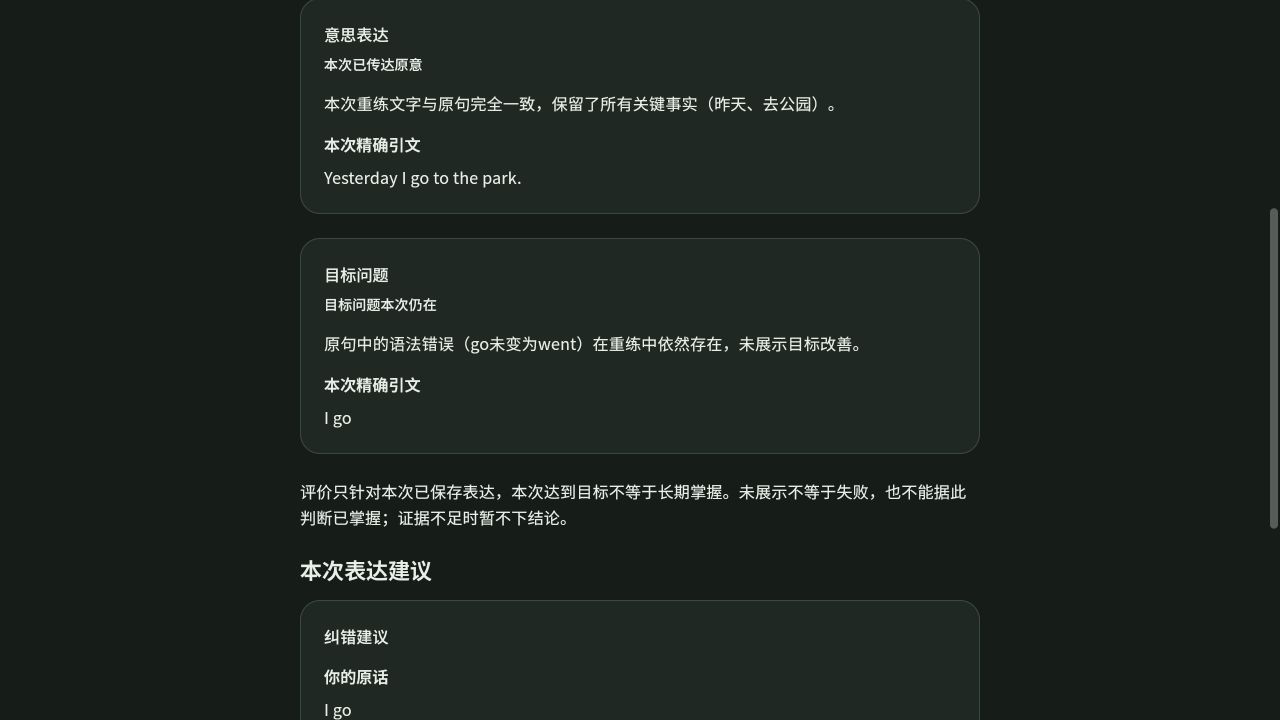 意思表达
本次已传达原意
本次重练文字与原句完全一致，保留了所有关键事实（昨天、去公园）。
本次精确引文
Yesterday I go to the park.
目标问题
目标问题本次仍在
原句中的语法错误（go未变为went）在重练中依然存在，未展示目标改善。
本次精确引文
I go
评价只针对本次已保存表达，本次达到目标不等于长期掌握。未展示不等于失败，也不能据此
判断已掌握；证据不足时暂不下结论。
本次表达建议
纠错建议
你的原话
I go